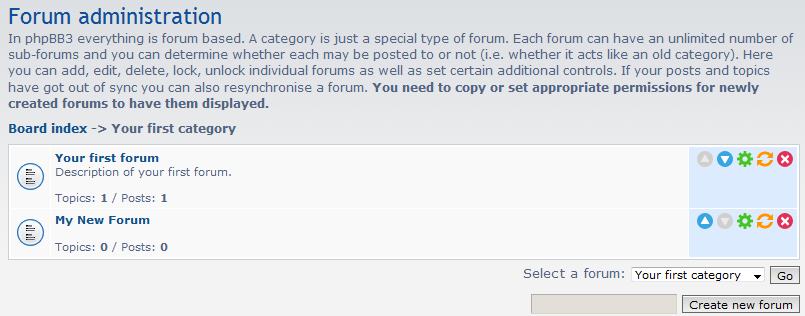 Forum administration
In phpBB3 everything is forum based. A category is just a special type of forum. Each forum can have an unlimited number of
sub-forums and you can determine whether each may be posted to or not (i.e. whether it acts like an old category). Here
you can add, edit, delete, lock, unlock individual forums as well as set certain additional controls. If your posts and topics
have got out of sync you can also resynchronise a forum. You need to copy or set appropriate permissions for newly
created forums to have them displayed.
Board index -> Your first category
Your first forum
Description of your first forum.
Topics: 1 / Posts: 1
My New Forum
Topics: 0 / Posts: 0
Select a forum: Your first category Go
Create new forum